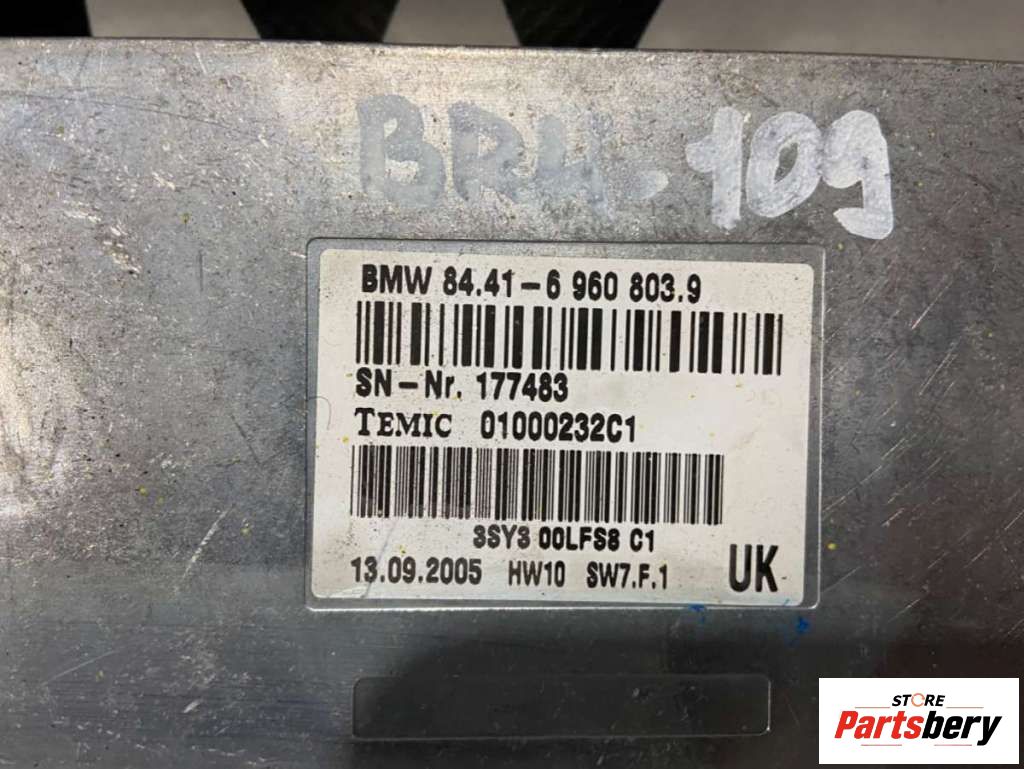 BR4-109
BMW 84.41-6 960 803.9
SN-Nr. 177483
TEMIC 01000232C1
3SY3 00LFS8 C1
13.09.2005 HW10 SW7.F.1 UK
STORE
Partsbery